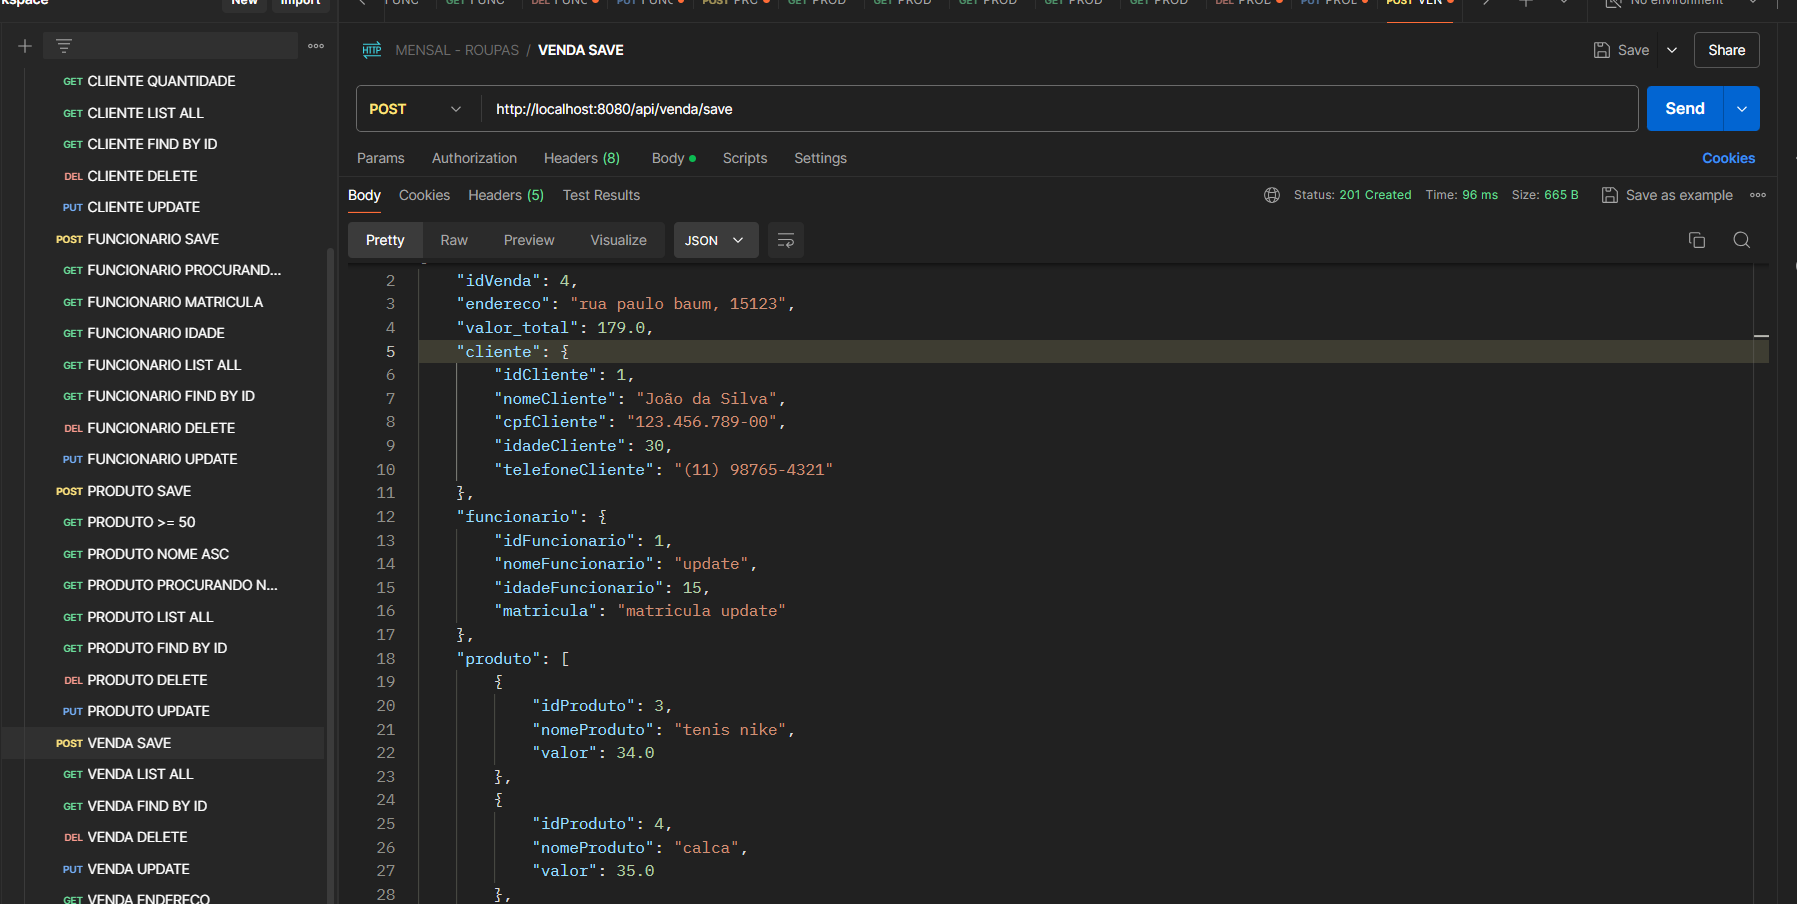 kspace
New
Import
GET FUNC
DEL FUNC
PUT FUNC
POST PRC
GET PROD
GET PROD
GET PROD
GET PROD
GET PROD
DEL PROD
PUT PROL
POST VEN
No environment
HTTP
MENSAL - ROUPAS / VENDA SAVE
Save
Share
POST
http://localhost:8080/api/venda/save
Send
Params
Authorization
Headers (8)
Body
Scripts
Settings
Cookies
Body
Cookies
Headers (5)
Test Results
Status: 201 Created
Time: 96 ms
Size: 665 B
Save as example
Pretty
Raw
Preview
Visualize
JSON
GET CLIENTE QUANTIDADE
GET CLIENTE LIST ALL
GET CLIENTE FIND BY ID
DEL CLIENTE DELETE
PUT CLIENTE UPDATE
POST FUNCIONARIO SAVE
GET FUNCIONARIO PROCURAND...
GET FUNCIONARIO MATRICULA
GET FUNCIONARIO IDADE
GET FUNCIONARIO LIST ALL
GET FUNCIONARIO FIND BY ID
DEL FUNCIONARIO DELETE
PUT FUNCIONARIO UPDATE
POST PRODUTO SAVE
GET PRODUTO >= 50
GET PRODUTO NOME ASC
GET PRODUTO PROCURANDO N...
GET PRODUTO LIST ALL
GET PRODUTO FIND BY ID
DEL PRODUTO DELETE
PUT PRODUTO UPDATE
POST VENDA SAVE
GET VENDA LIST ALL
GET VENDA FIND BY ID
DEL VENDA DELETE
PUT VENDA UPDATE
GET VENDA ENDERECO
2 "idVenda": 4,
3 "endereco": "rua paulo baum, 15123",
4 "valor_total": 179.0,
5 "cliente": {
6 "idCliente": 1,
7 "nomeCliente": "João da Silva",
8 "cpfCliente": "123.456.789-00",
9 "idadeCliente": 30,
10 "telefoneCliente": "(11) 98765-4321"
11 },
12 "funcionario": {
13 "idFuncionario": 1,
14 "nomeFuncionario": "update",
15 "idadeFuncionario": 15,
16 "matricula": "matricula update"
17 },
18 "produto": [
19 {
20 "idProduto": 3,
21 "nomeProduto": "tenis nike",
22 "valor": 34.0
23 },
24 {
25 "idProduto": 4,
26 "nomeProduto": "calca",
27 "valor": 35.0
28 },